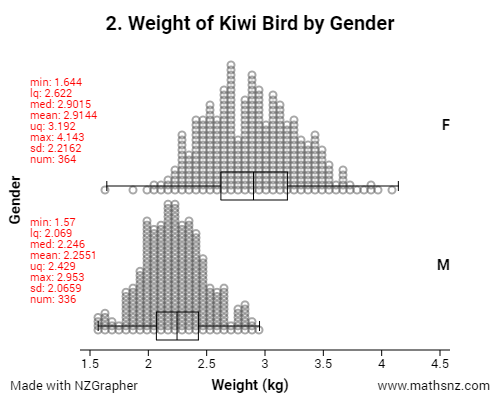 2. Weight of Kiwi Bird by Gender
min: 1.644
lq: 2.622
med: 2.9015
mean: 2.9144
uq: 3.192
max: 4.143
sd: 2.2162
num: 364
F
Gender
min: 1.57
lq: 2.069
med: 2.246
mean: 2.2551
uq: 2.429
max: 2.953
sd: 2.0659
num: 336
M
1.5 2 2.5 3 3.5 4 4.5
Made with NZGrapher Weight (kg) www.mathsnz.com